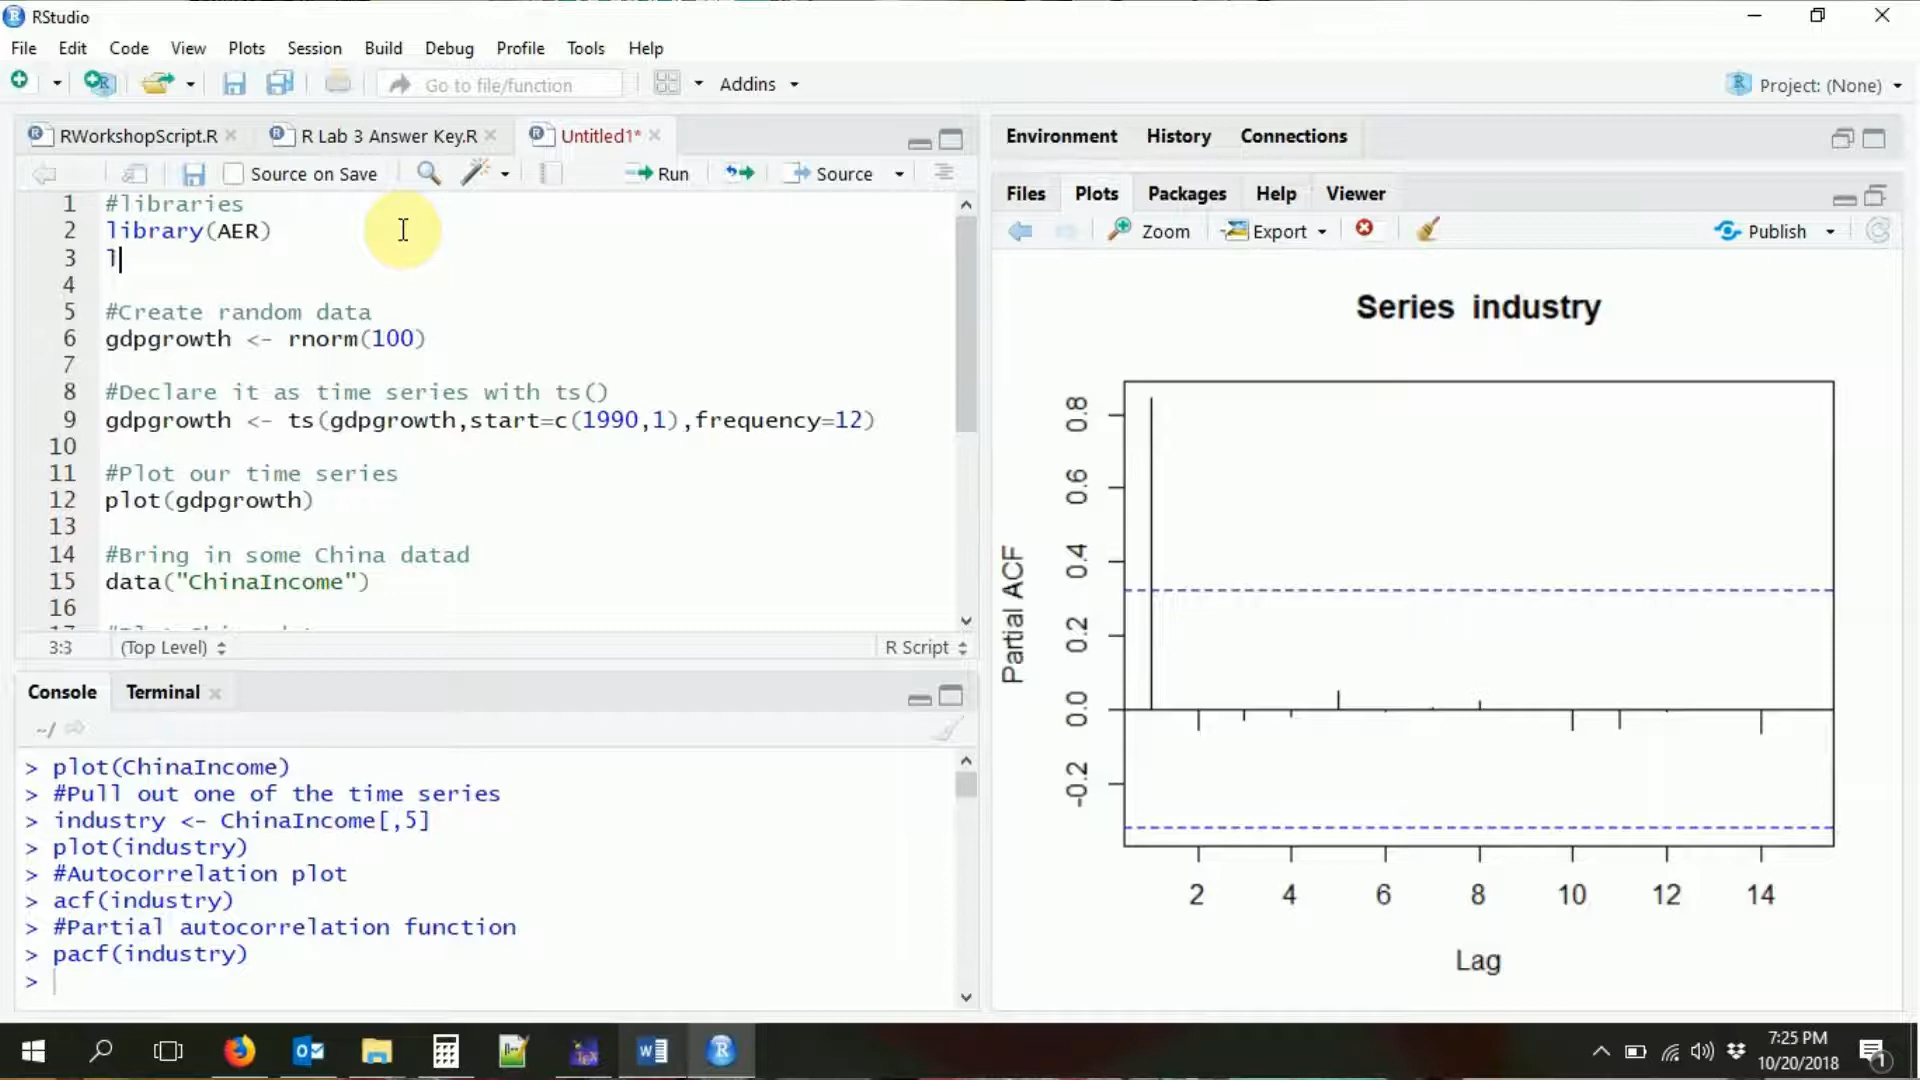 RStudio
File Edit Code View Plots Session Build Debug Profile Tools Help
Go to file/function Addins Project: (None)
RWorkshopScript.R R Lab 3 Answer Key.R Untitled1*
Source on Save Run Source
1 #libraries
2 library(AER)
3 l
4
5 #Create random data
6 gdpgrowth <- rnorm(100)
7
8 #Declare it as time series with ts()
9 gdpgrowth <- ts(gdpgrowth,start=c(1990,1),frequency=12)
10
11 #Plot our time series
12 plot(gdpgrowth)
13
14 #Bring in some China datad
15 data("ChinaIncome")
16
3:3 (Top Level) R Script
Console Terminal
~/
> plot(ChinaIncome)
> #Pull out one of the time series
> industry <- ChinaIncome[,5]
> plot(industry)
> #Autocorrelation plot
> acf(industry)
> #Partial autocorrelation function
> pacf(industry)
>
Environment History Connections
Files Plots Packages Help Viewer
Zoom Export Publish
Series industry
Partial ACF
0.8
0.6
0.4
0.2
0.0
-0.2
2 4 6 8 10 12 14
Lag
7:25 PM
10/20/2018
1